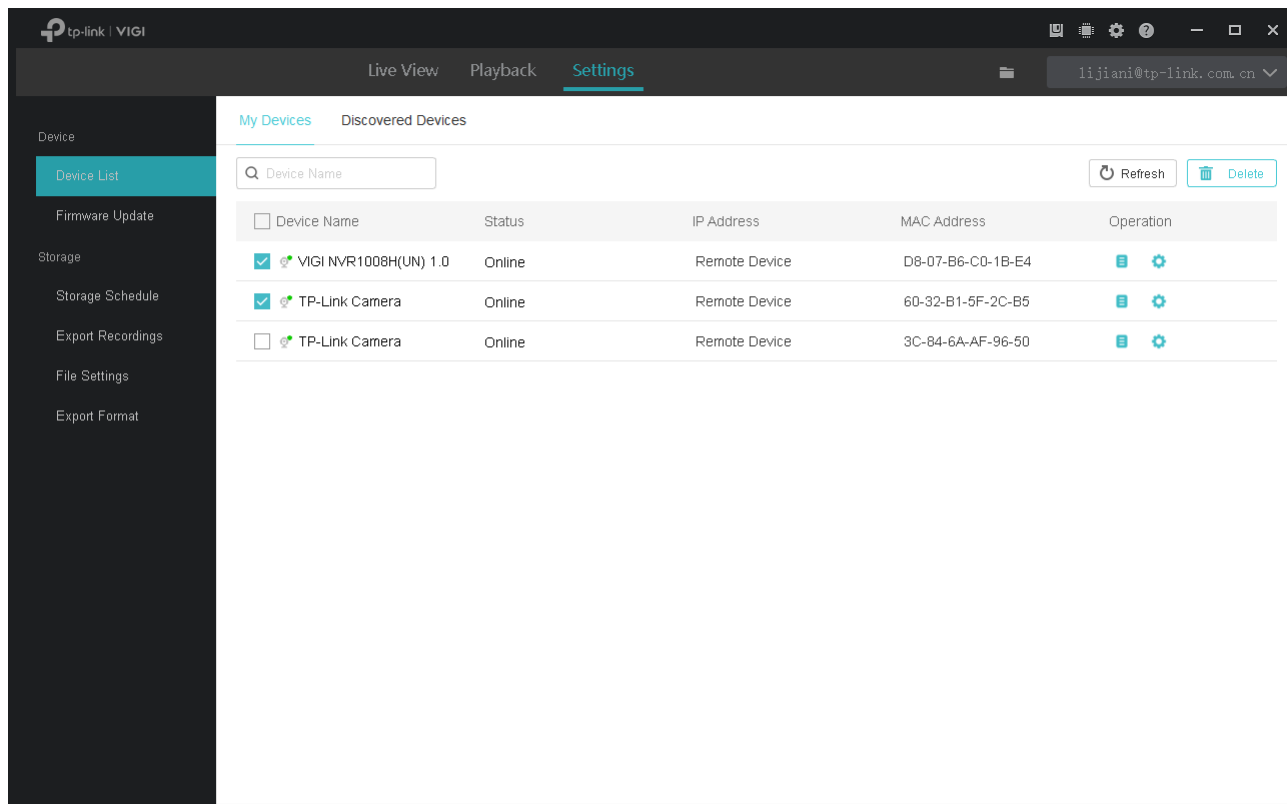 tp-link | VIGI
Live View Playback Settings lijiani@tp-link.com.cn
My Devices Discovered Devices
Device
Device List
Firmware Update
Storage
Storage Schedule
Export Recordings
File Settings
Export Format
Device Name Refresh Delete
Device Name Status IP Address MAC Address Operation
VIGI NVR1008H(UN) 1.0 Online Remote Device D8-07-B6-C0-1B-E4
TP-Link Camera Online Remote Device 60-32-B1-5F-2C-B5
TP-Link Camera Online Remote Device 3C-84-6A-AF-96-50